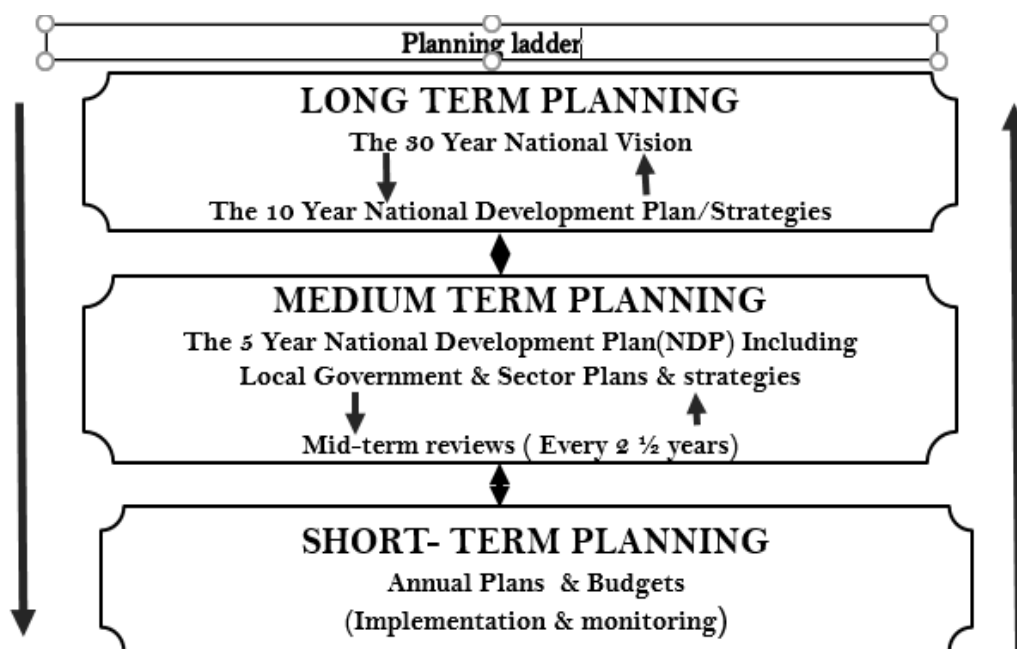 Planning ladder
LONG TERM PLANNING
The 30 Year National Vision
The 10 Year National Development Plan/Strategies
MEDIUM TERM PLANNING
The 5 Year National Development Plan(NDP) Including
Local Government & Sector Plans & strategies
Mid-term reviews ( Every 2 ½ years)
SHORT- TERM PLANNING
Annual Plans & Budgets
(Implementation & monitoring)